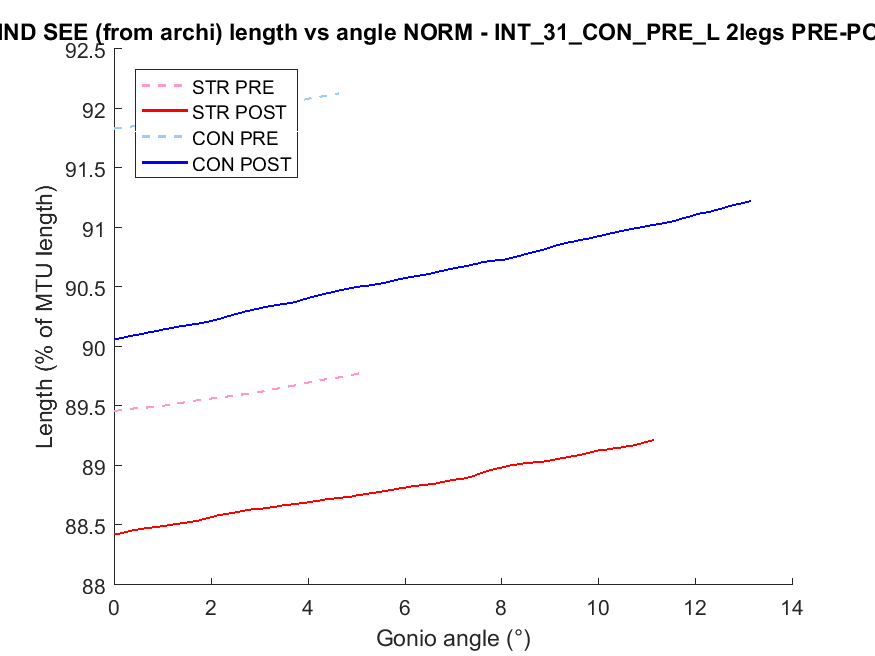 IND SEE (from archi) length vs angle NORM - INT_31_CON_PRE_L 2legs PRE-PO
92.5
92
91.5
91
90.5
90
89.5
89
88.5
88
Length (% of MTU length)
STR PRE
STR POST
CON PRE
CON POST
0 2 4 6 8 10 12 14
Gonio angle (°)